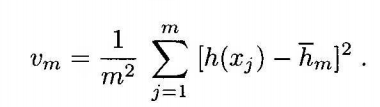 v_m = \frac{1}{m^2} \sum_{j=1}^{m} [h(x_j) - \overline{h}_m]^2 .